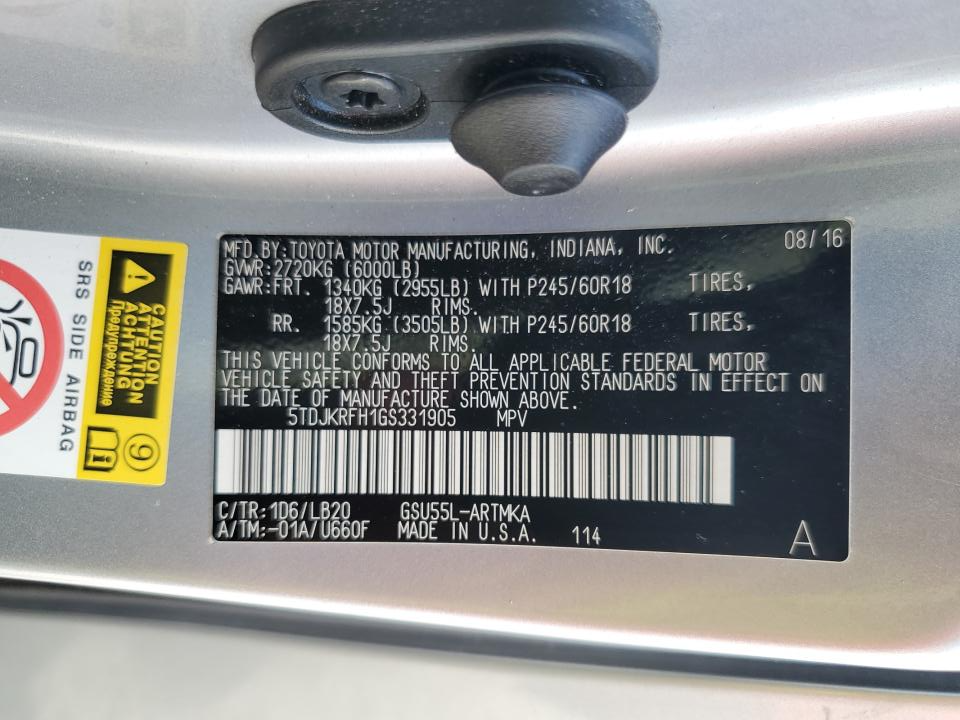 MFD.BY:TOYOTA MOTOR MANUFACTURING, INDIANA, INC. 08/16
GVWR:2720KG (6000LB)
GAWR:FRT. 1340KG (2955LB) WITH P245/60R18 TIRES,
18X7.5J RIMS.
RR. 1585KG (3505LB) WITH P245/60R18 TIRES,
18X7.5J RIMS.
THIS VEHICLE CONFORMS TO ALL APPLICABLE FEDERAL MOTOR
VEHICLE SAFETY AND THEFT PREVENTION STANDARDS IN EFFECT ON
THE DATE OF MANUFACTURE SHOWN ABOVE.
5TDJKRFH1GS331905 MPV
C/TR:1D6/LB20 GSU55L-ARTMKA
A/TM:-01A/U660F MADE IN U.S.A. 114 A
CAUTION
ATTENTION
ACHTUNG
Предупреждение
9
SRS SIDE AIRBAG